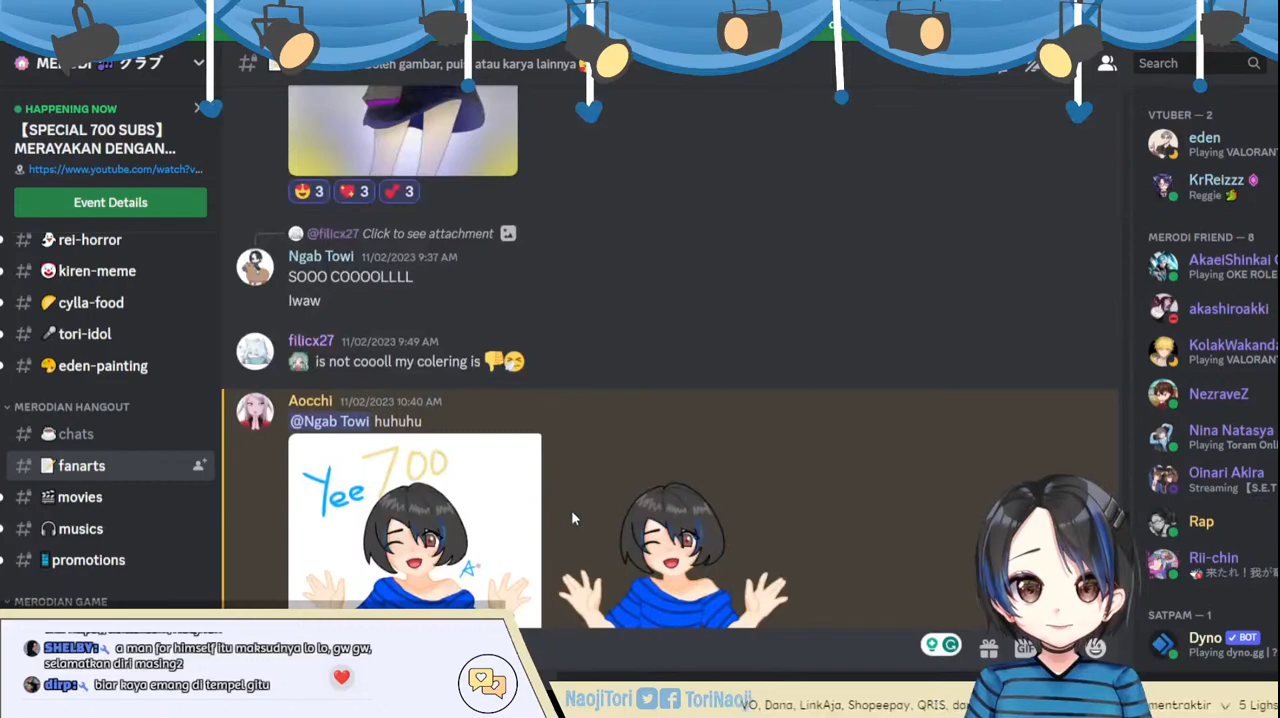 MERODI クラブ
oleh gambar, puisi atau karya lainnya
Search
HAPPENING NOW
【SPECIAL 700 SUBS】
MERAYAKAN DENGAN...
https://www.youtube.com/watch?v...
Event Details
rei-horror
kiren-meme
cylla-food
tori-idol
eden-painting
MERODIAN HANGOUT
chats
fanarts
movies
musics
promotions
MERODIAN GAME
3 3 3
@filicx27 Click to see attachment
Ngab Towi 11/02/2023 9:37 AM
SOOO COOOOLLLL
Iwaw
filicx27 11/02/2023 9:49 AM
is not coooll my colering is
Aocchi 11/02/2023 10:40 AM
@Ngab Towi huhuhu
Yee 700
GIF
VTUBER — 2
eden
Playing VALORANT
KrReizzz
Reggie
MERODI FRIEND — 8
AkaeiShinkai
Playing OKE ROLE
akashiroakki
KolakWakanda
Playing VALORANT
NezraveZ
Nina Natasya
Playing Toram Onli
Oinari Akira
Streaming 【S.E.T
Rap
Rii-chin
来たれ！我が
SATPAM — 1
Dyno ✓ BOT
Playing dyno.gg | ?
SHELBY: a man for himself itu maksudnya lo lo, gw gw,
selamatkan diri masing2
dirp: biar kaya emang di tempel gitu
NaojiTori ToriNaoji
VO, Dana, LinkAja, Shopeepay, QRIS, da
mentraktir
5 Ligh